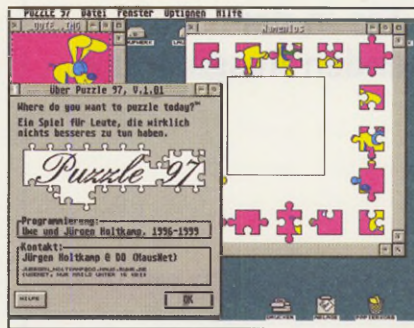 PUZZLE 97 Datei Fenster Optionen Hilfe
Über Puzzle 97, V.1.01
Where do you want to puzzle today?™
Ein Spiel für Leute, die wirklich
nichts besseres zu tun haben.
Puzzle 97
Programmierung:
Uwe und Jürgen Holtkamp, 1996-1999
Kontakt:
Jürgen Holtkamp @ DO (MausNet)
HILFE
OK